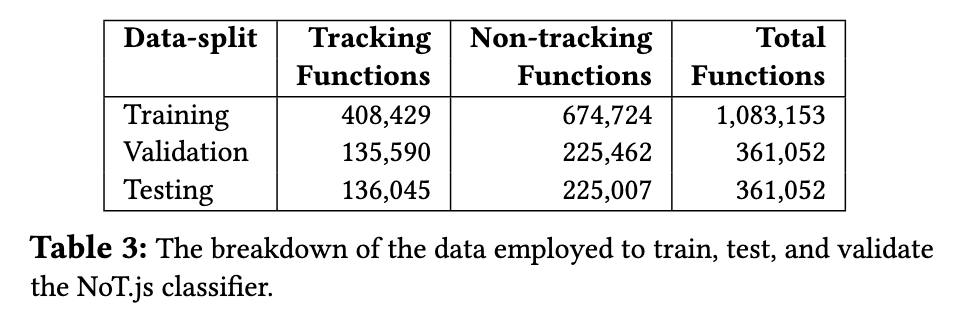 Data-split Tracking Functions Non-tracking Functions Total Functions
Training 408,429 674,724 1,083,153
Validation 135,590 225,462 361,052
Testing 136,045 225,007 361,052
Table 3: The breakdown of the data employed to train, test, and validate
the NoT.js classifier.